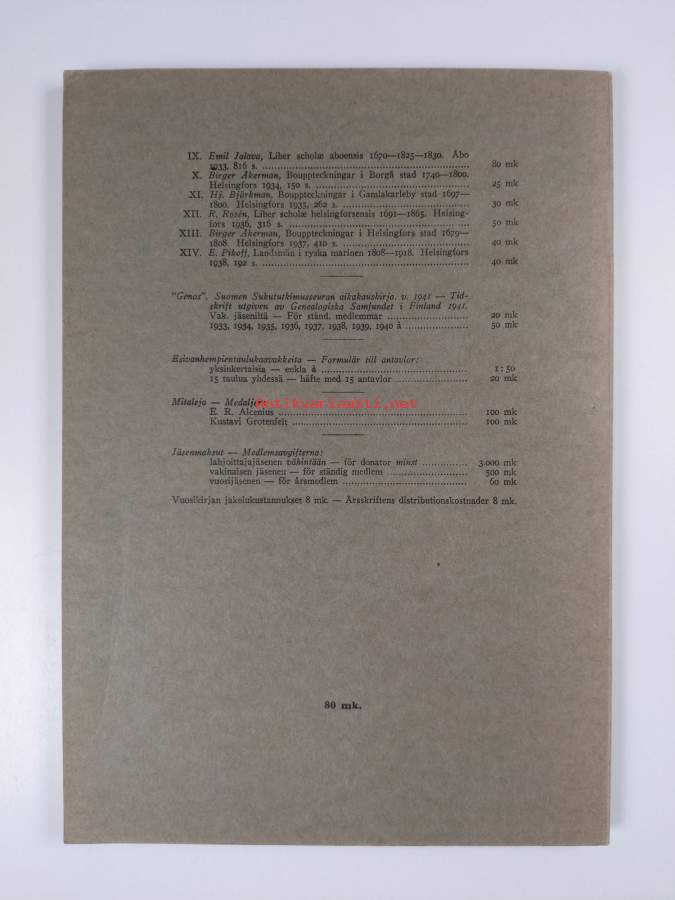 IX. Emil Jalava, Liber scholæ aboensis 1670—1825—1830. Åbo
1933, 816 s. 80 mk
X. Birger Åkerman, Bouppteckningar i Borgå stad 1740—1800.
Helsingfors 1934, 150 s. 25 mk
XI. Hj. Björkman, Bouppteckningar i Gamlakarleby stad 1697—
1800. Helsingfors 1935, 262 s. 30 mk
XII. R. Rosén, Liber scholæ helsingforsensis 1691—1865. Helsing-
fors 1936, 316 s. 50 mk
XIII. Birger Åkerman, Bouppteckningar i Helsingfors stad 1679—
1808. Helsingfors 1937, 410 s. 40 mk
XIV. E. Pikoff, Landsmän i ryska marinen 1808—1918. Helsingfors
1938, 192 s. 40 mk
"Genos". Suomen Sukututkimusseuran aikakauskirja. v. 1941 — Tid-
skrift utgiven av Genealogiska Samfundet i Finland 1941.
Vak. jäseniltä — För ständ. medlemmar 20 mk
1933, 1934, 1935, 1936, 1937, 1938, 1939, 1940 à 50 mk
Esivanhempientaulukaavakkeita — Formulär till antavlor:
yksinkertaisia — enkla à 1:50
15 taulua yhdessä — häfte med 15 antavlor 20 mk
Mitaleja — Medaljer:
antikvariaatti.net
E. R. Alcenius 100 mk
Kustavi Grotenfelt 100 mk
Jäsenmaksut — Medlemsavgifterna:
lahjoittajajäsenen vähintään — för donator minst 3.000 mk
vakinaisen jäsenen — för ständig medlem 500 mk
vuosijäsenen — för årsmedlem 60 mk
Vuosikirjan jakelukustannukset 8 mk. — Årsskriftens distributionskostnader 8 mk.
80 mk.